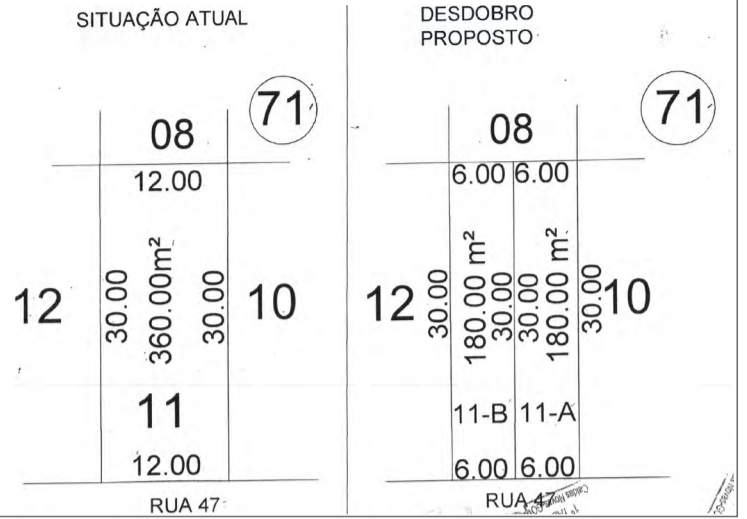 SITUAÇÃO ATUAL
71
08
12.00
12
30.00
360.00m²
30.00
10
11
12.00
RUA 47
DESDOBRO
PROPOSTO
71
08
6.00 6.00
12
30.00
180.00 m²
30.00
30.00
180.00 m²
30.00
10
11-B 11-A
6.00 6.00
RUA 47